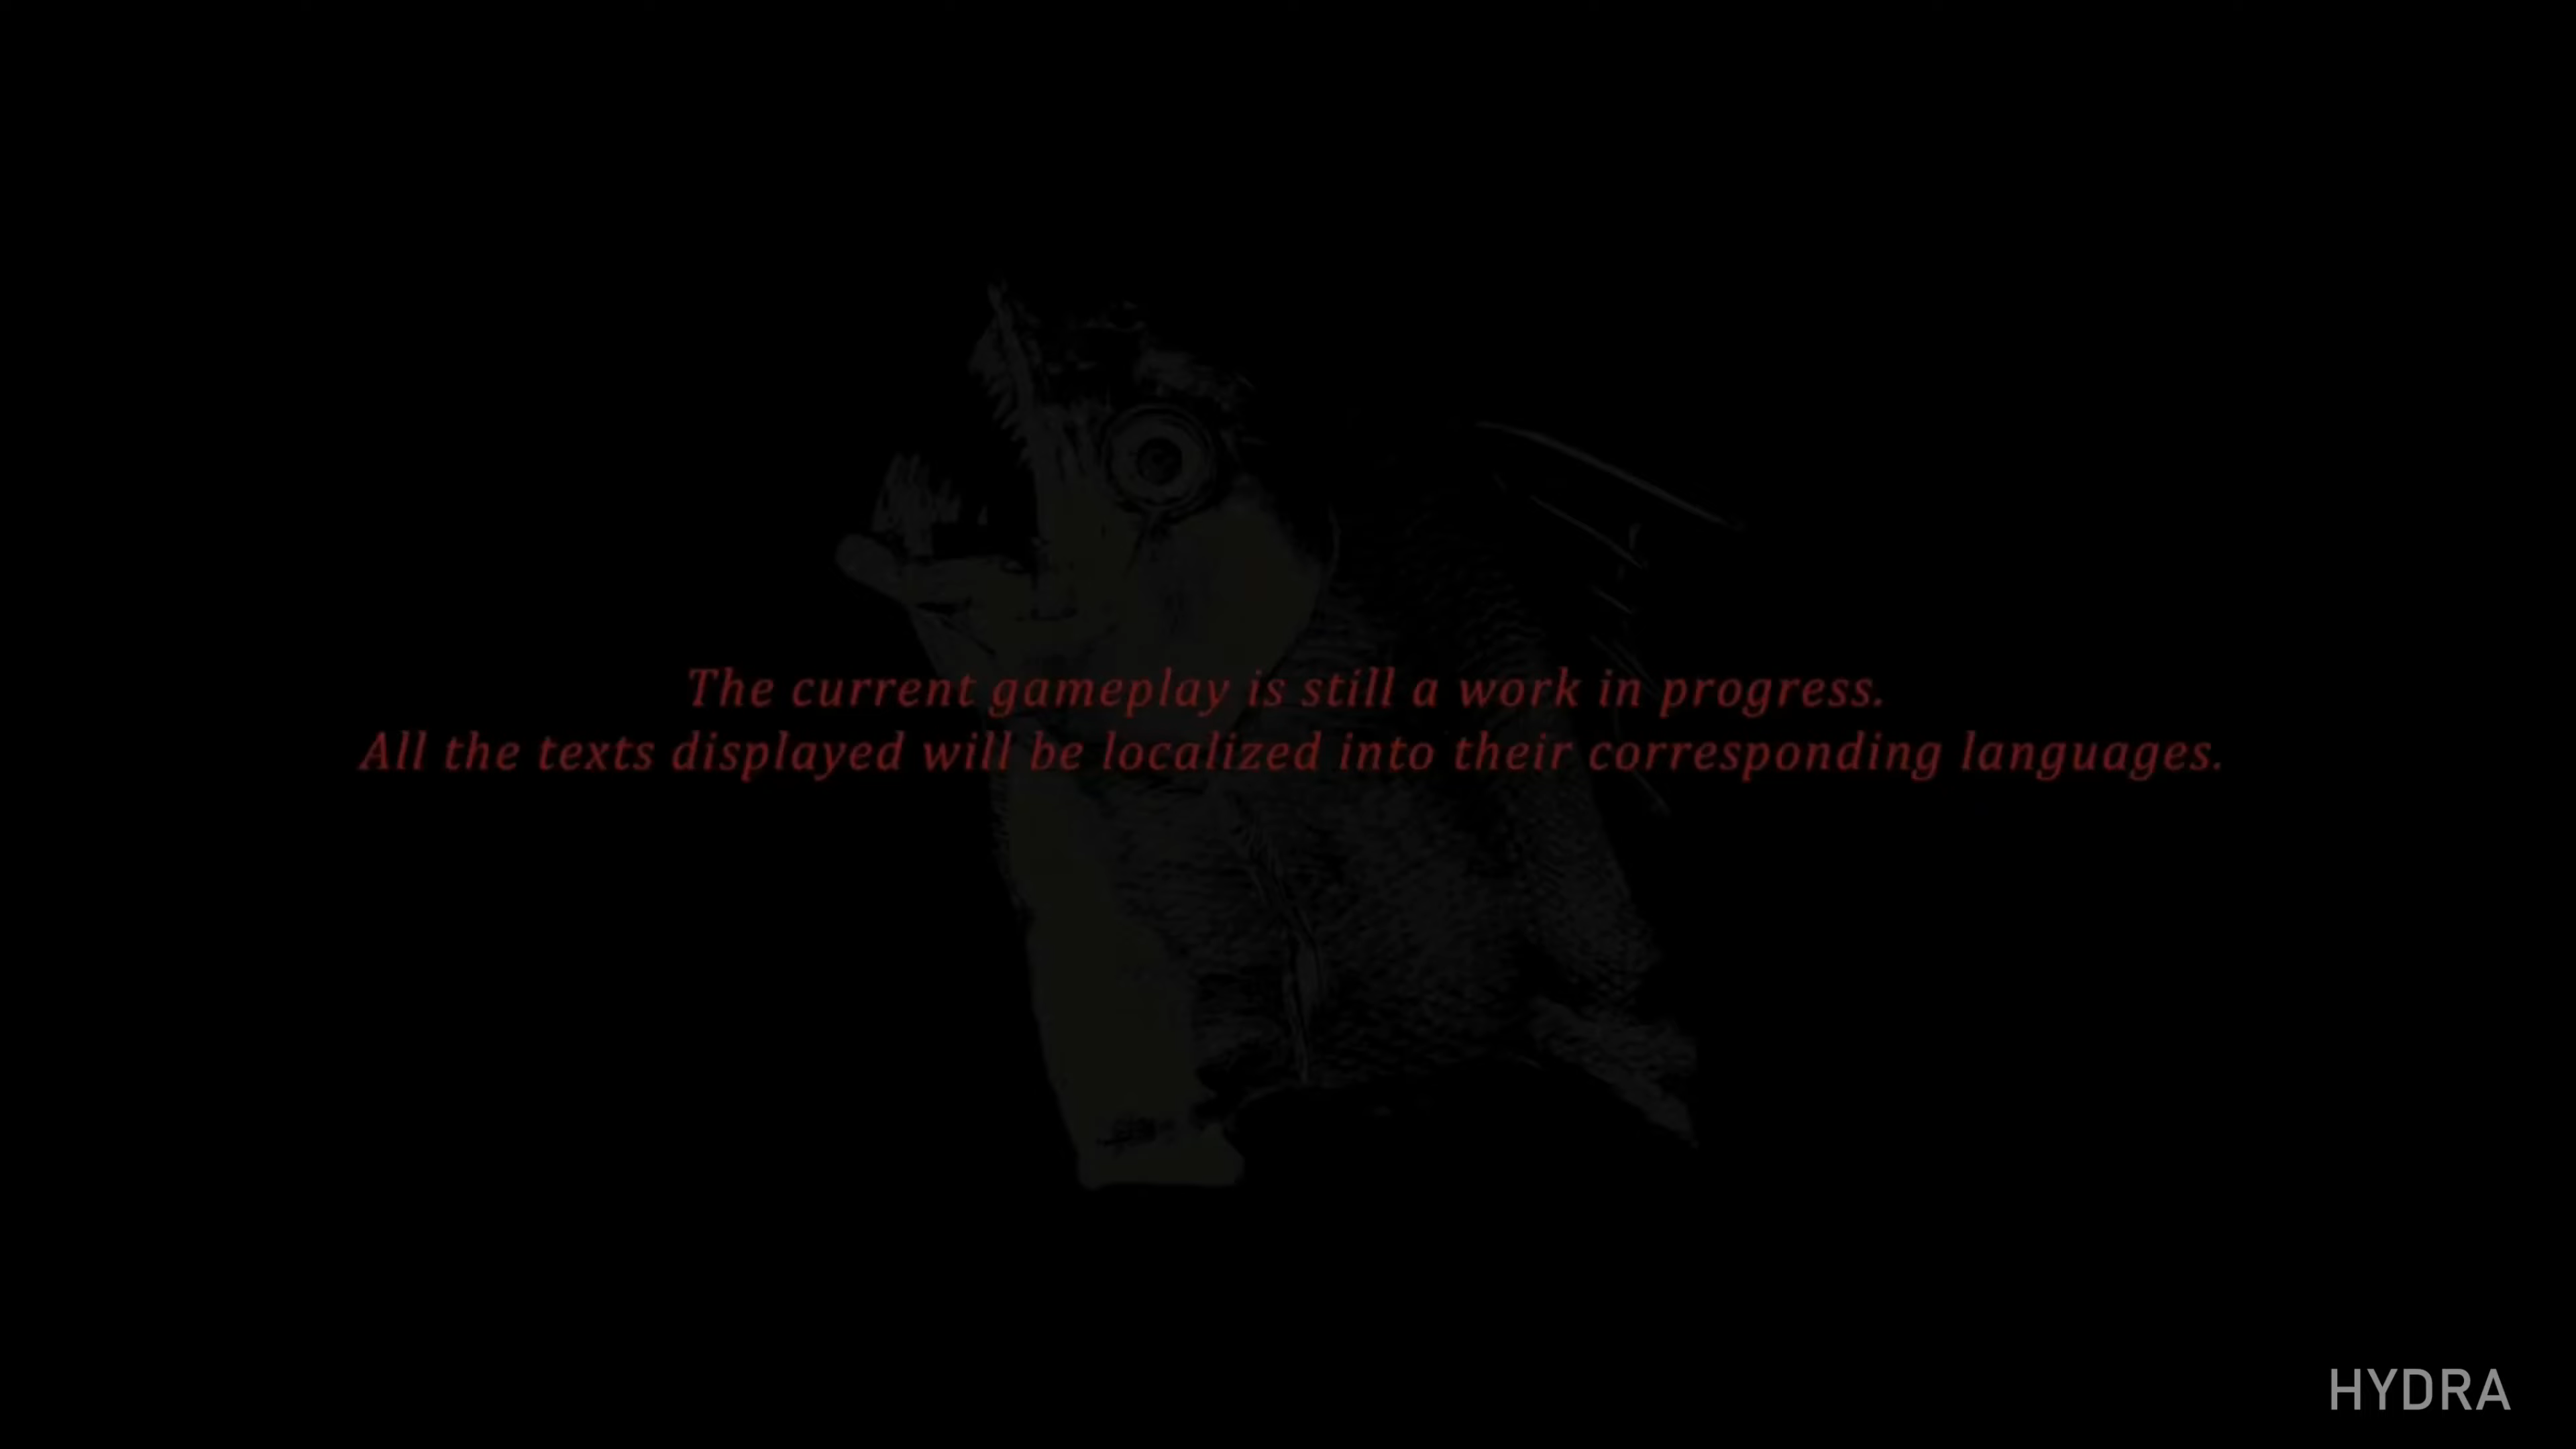 The current gameplay is still a work in progress.
All the texts displayed will be localized into their corresponding languages.
HYDRA